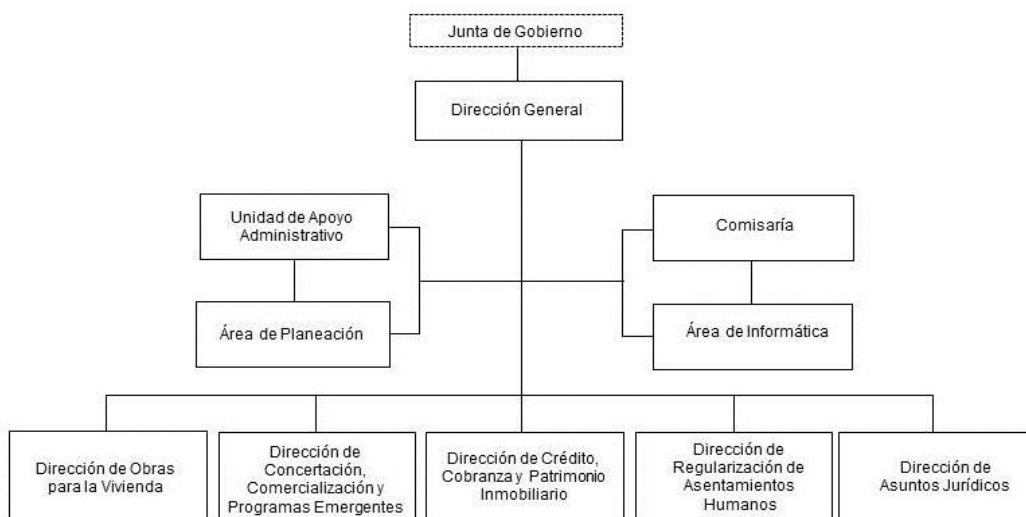 Junta de Gobierno
Dirección General
Unidad de Apoyo
Administrativo
Comisaría
Área de Planeación
Área de Informática
Dirección de Obras
para la Vivienda
Dirección de
Concertación,
Comercialización y
Programas Emergentes
Dirección de Crédito,
Cobranza y Patrimonio
Inmobiliario
Dirección de
Regularización de
Asentamientos
Humanos
Dirección de
Asuntos Jurídicos